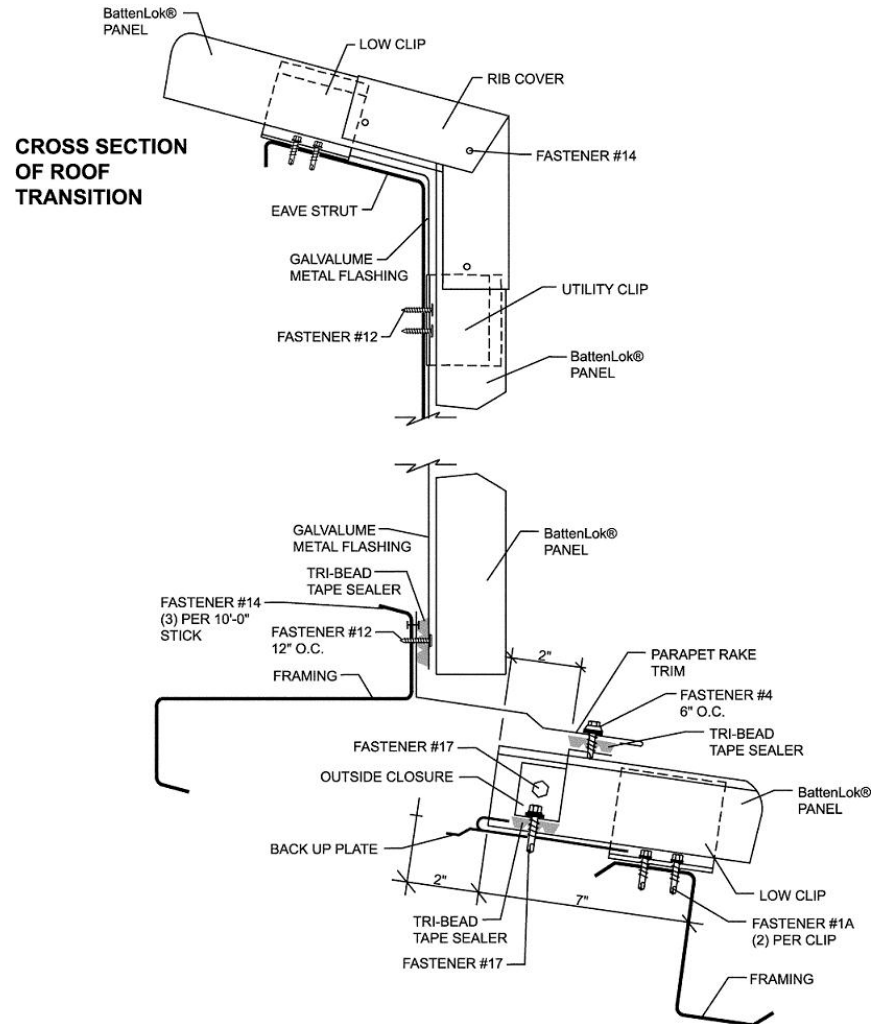 BattenLok®
PANEL
LOW CLIP
RIB COVER
CROSS SECTION
OF ROOF
TRANSITION
FASTENER #14
EAVE STRUT
GALVALUME
METAL FLASHING
UTILITY CLIP
FASTENER #12
BattenLok®
PANEL
GALVALUME
METAL FLASHING
BattenLok®
PANEL
TRI-BEAD
TAPE SEALER
FASTENER #14
(3) PER 10'-0"
STICK
FASTENER #12
12" O.C.
2"
PARAPET RAKE
TRIM
FRAMING
FASTENER #4
6" O.C.
TRI-BEAD
TAPE SEALER
FASTENER #17
OUTSIDE CLOSURE
BattenLok®
PANEL
BACK UP PLATE
2"
7"
LOW CLIP
TRI-BEAD
TAPE SEALER
FASTENER #1A
(2) PER CLIP
FASTENER #17
FRAMING